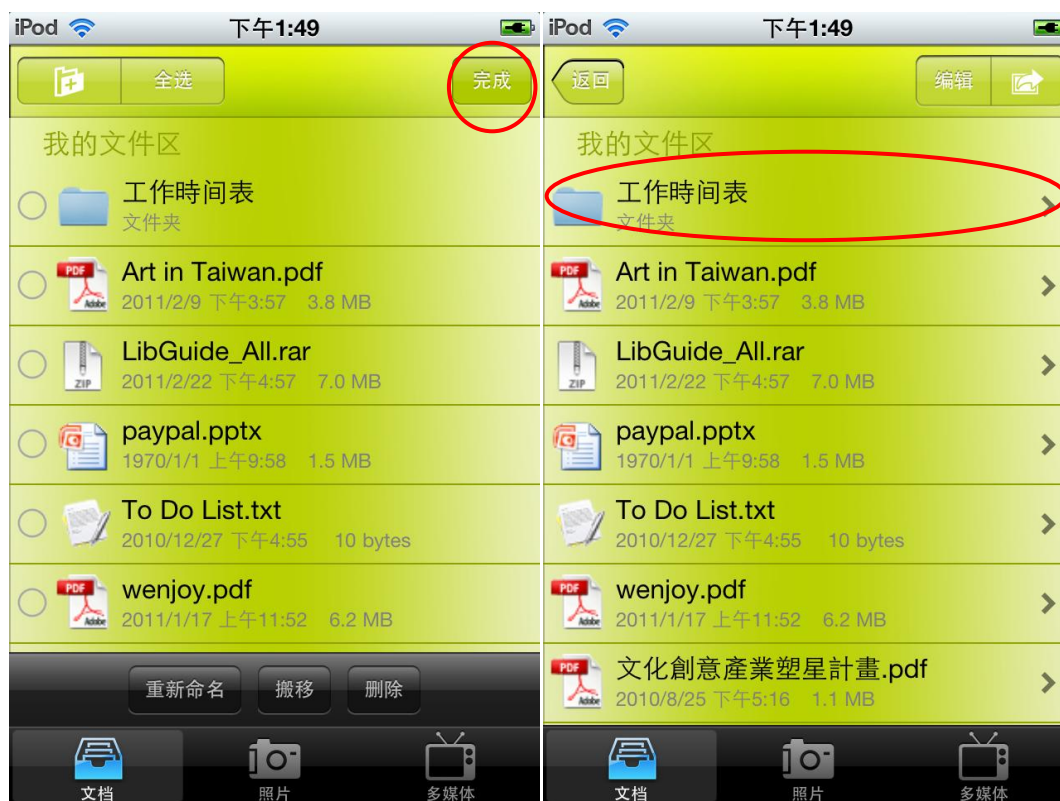 iPod 下午1:49
全选 完成
我的文件区
工作時间表
文件夹
PDF Adobe
Art in Taiwan.pdf
2011/2/9 下午3:57 3.8 MB
ZIP
LibGuide_All.rar
2011/2/22 下午4:57 7.0 MB
paypal.pptx
1970/1/1 上午9:58 1.5 MB
To Do List.txt
2010/12/27 下午4:55 10 bytes
PDF Adobe
wenjoy.pdf
2011/1/17 上午11:52 6.2 MB
重新命名 搬移 删除
文档 照片 多媒体
iPod 下午1:49
返回 编辑
我的文件区
工作時间表
文件夹
PDF Adobe
Art in Taiwan.pdf
2011/2/9 下午3:57 3.8 MB
ZIP
LibGuide_All.rar
2011/2/22 下午4:57 7.0 MB
paypal.pptx
1970/1/1 上午9:58 1.5 MB
To Do List.txt
2010/12/27 下午4:55 10 bytes
PDF Adobe
wenjoy.pdf
2011/1/17 上午11:52 6.2 MB
PDF Adobe
文化創意產業塑星計畫.pdf
2010/8/25 下午5:16 1.1 MB
文档 照片 多媒体